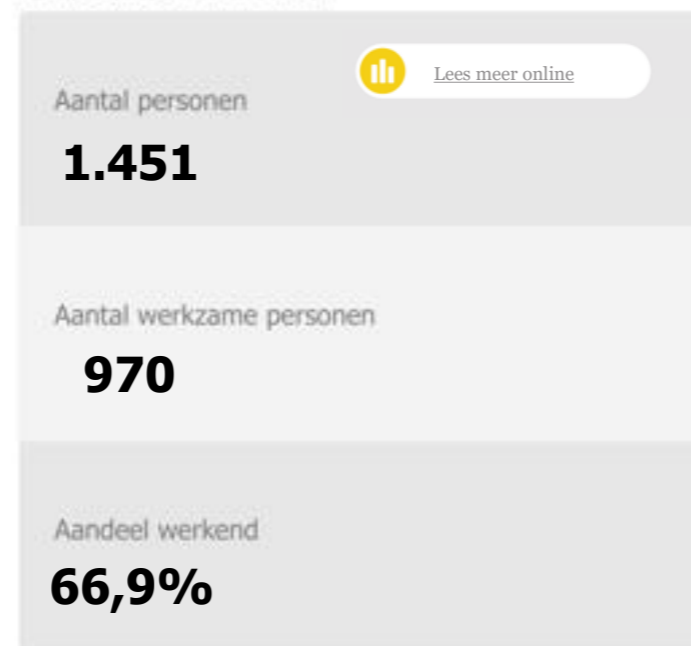 Lees meer online
Aantal personen
1.451
Aantal werkzame personen
970
Aandeel werkend
66,9%